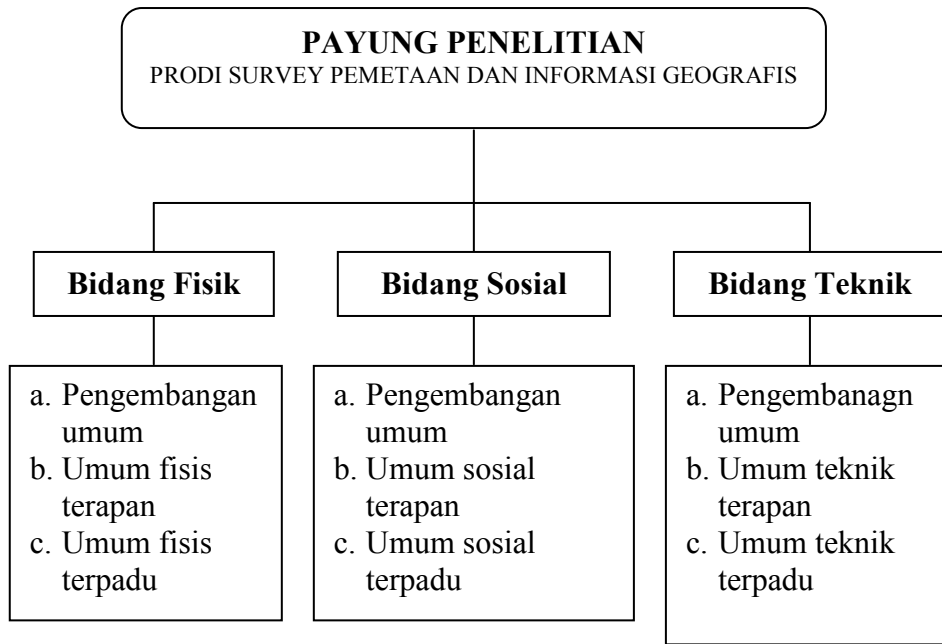 PAYUNG PENELITIAN
PRODI SURVEY PEMETAAN DAN INFORMASI GEOGRAFIS
Bidang Fisik
Bidang Sosial
Bidang Teknik
a. Pengembangan
umum
b. Umum fisis
terapan
c. Umum fisis
terpadu
a. Pengembangan
umum
b. Umum sosial
terapan
c. Umum sosial
terpadu
a. Pengembanagn
umum
b. Umum teknik
terapan
c. Umum teknik
terpadu